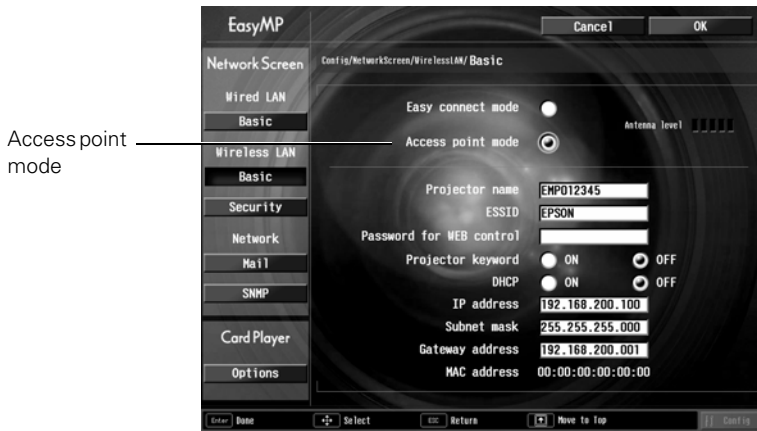 EasyMP
Cancel
OK
Network Screen
Config/NetworkScreen/WirelessLAN/Basic
Wired LAN
Basic
Wireless LAN
Basic
Security
Network
Mail
SNMP
Card Player
Options
Access point
mode
Easy connect mode
Antenna level
Access point mode
Projector name EMP012345
ESSID EPSON
Password for WEB control
Projector keyword ON OFF
DHCP ON OFF
IP address 192.168.200.100
Subnet mask 255.255.255.000
Gateway address 192.168.200.001
MAC address 00:00:00:00:00:00
Enter Done
Select
ESC Return
Move to Top
Config